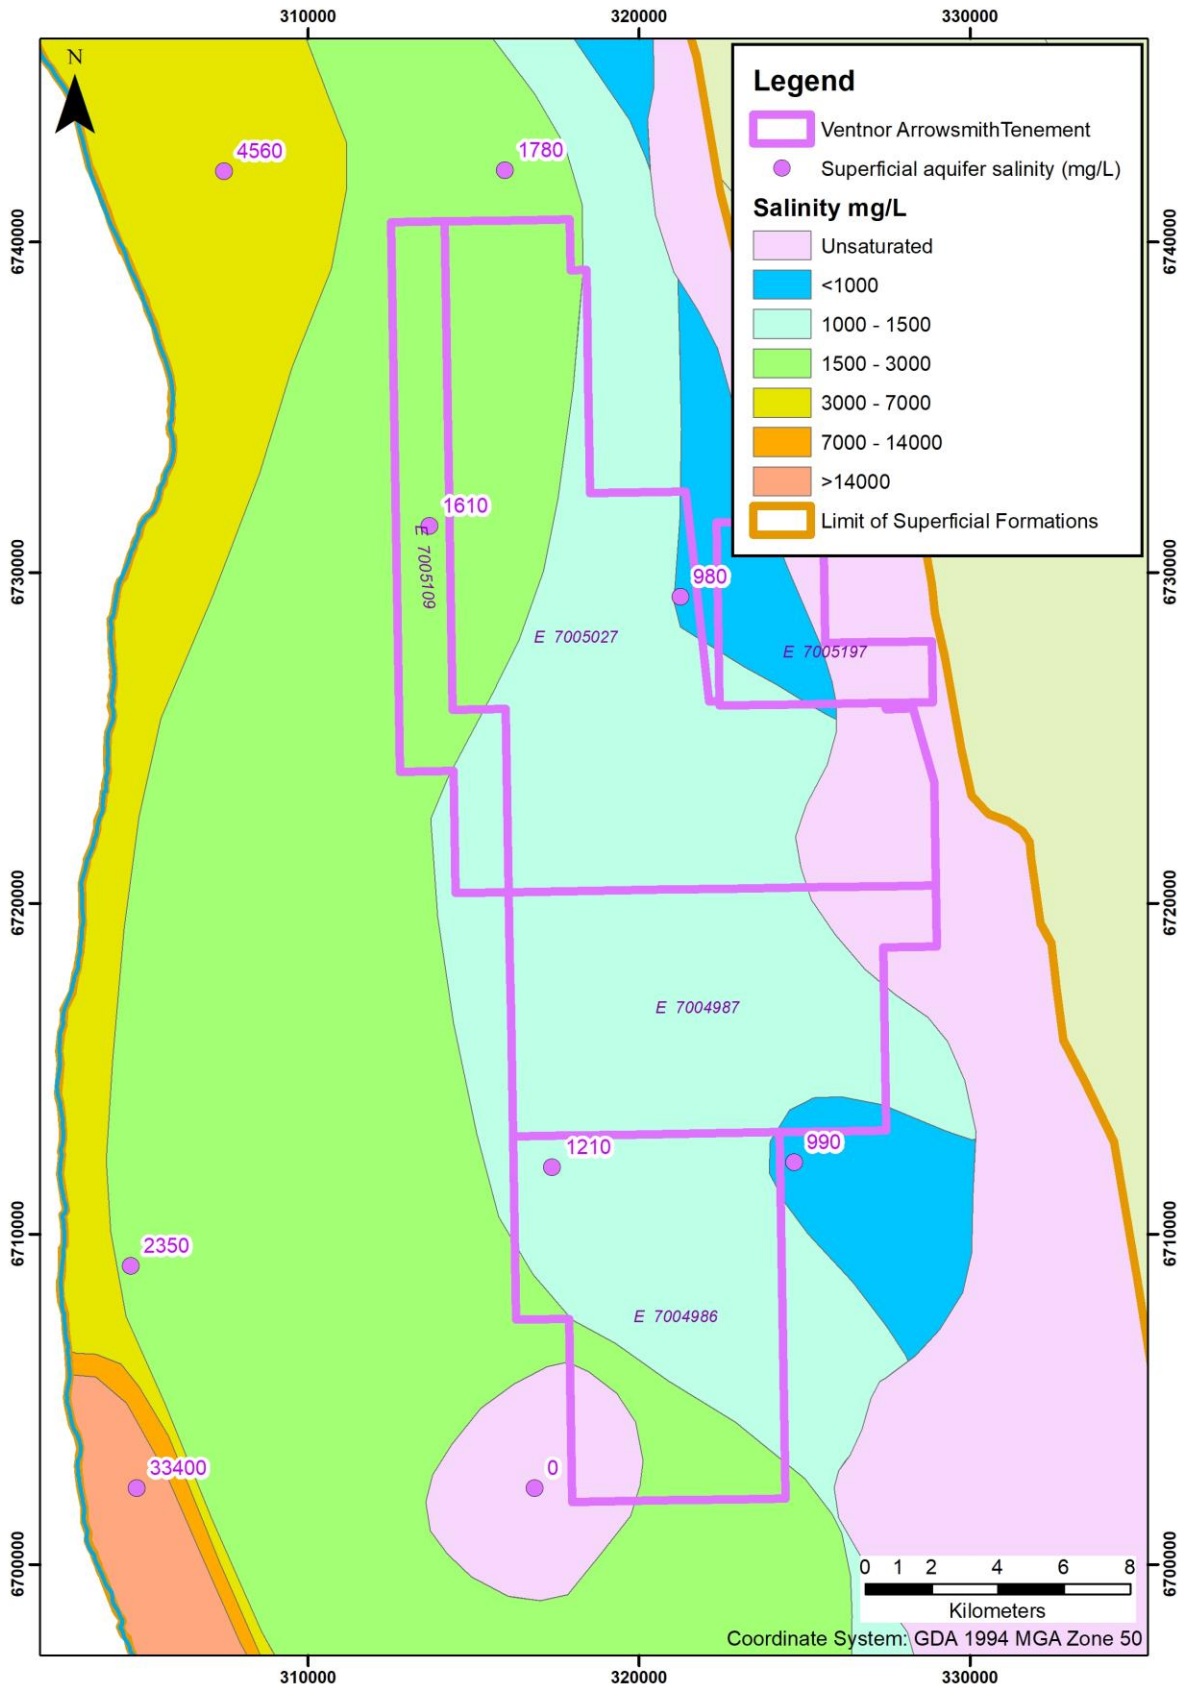 310000 320000 330000
N
Legend
Ventnor ArrowsmithTenement
Superficial aquifer salinity (mg/L)
Salinity mg/L
Unsaturated
<1000
1000 - 1500
1500 - 3000
3000 - 7000
7000 - 14000
>14000
Limit of Superficial Formations
4560
1780
6740000
6740000
1610
E 7005109
6730000
6730000
980
E 7005027
E 7005197
6720000
6720000
E 7004987
1210
990
6710000
6710000
2350
E 7004986
33400
0
6700000
6700000
0 1 2 4 6 8
Kilometers
Coordinate System: GDA 1994 MGA Zone 50
310000 320000 330000